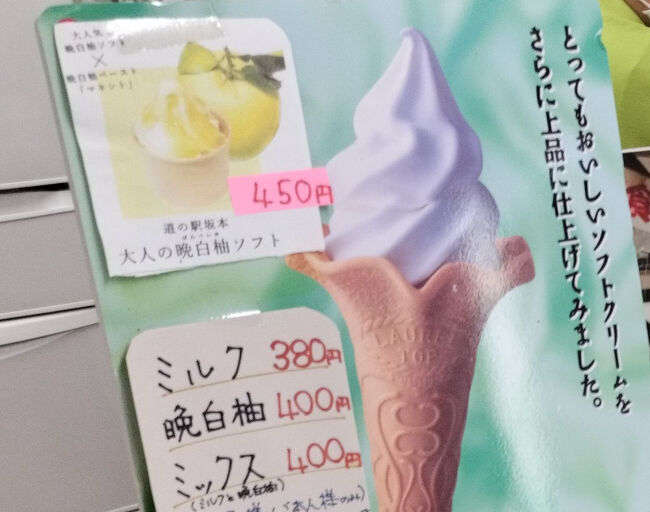 大人気の
晩白柚ソフト
×
晩白柚ペースト
「マキシト」
450円
道の駅坂本
ばんぺいゆ
大人の晩白柚ソフト
とってもおいしいソフトクリームを
さらに上品に仕上げてみました。
LAUREL
TOP
ミルク 380円
晩白柚 400円
ミックス 400円
(ミルクと晩白柚)